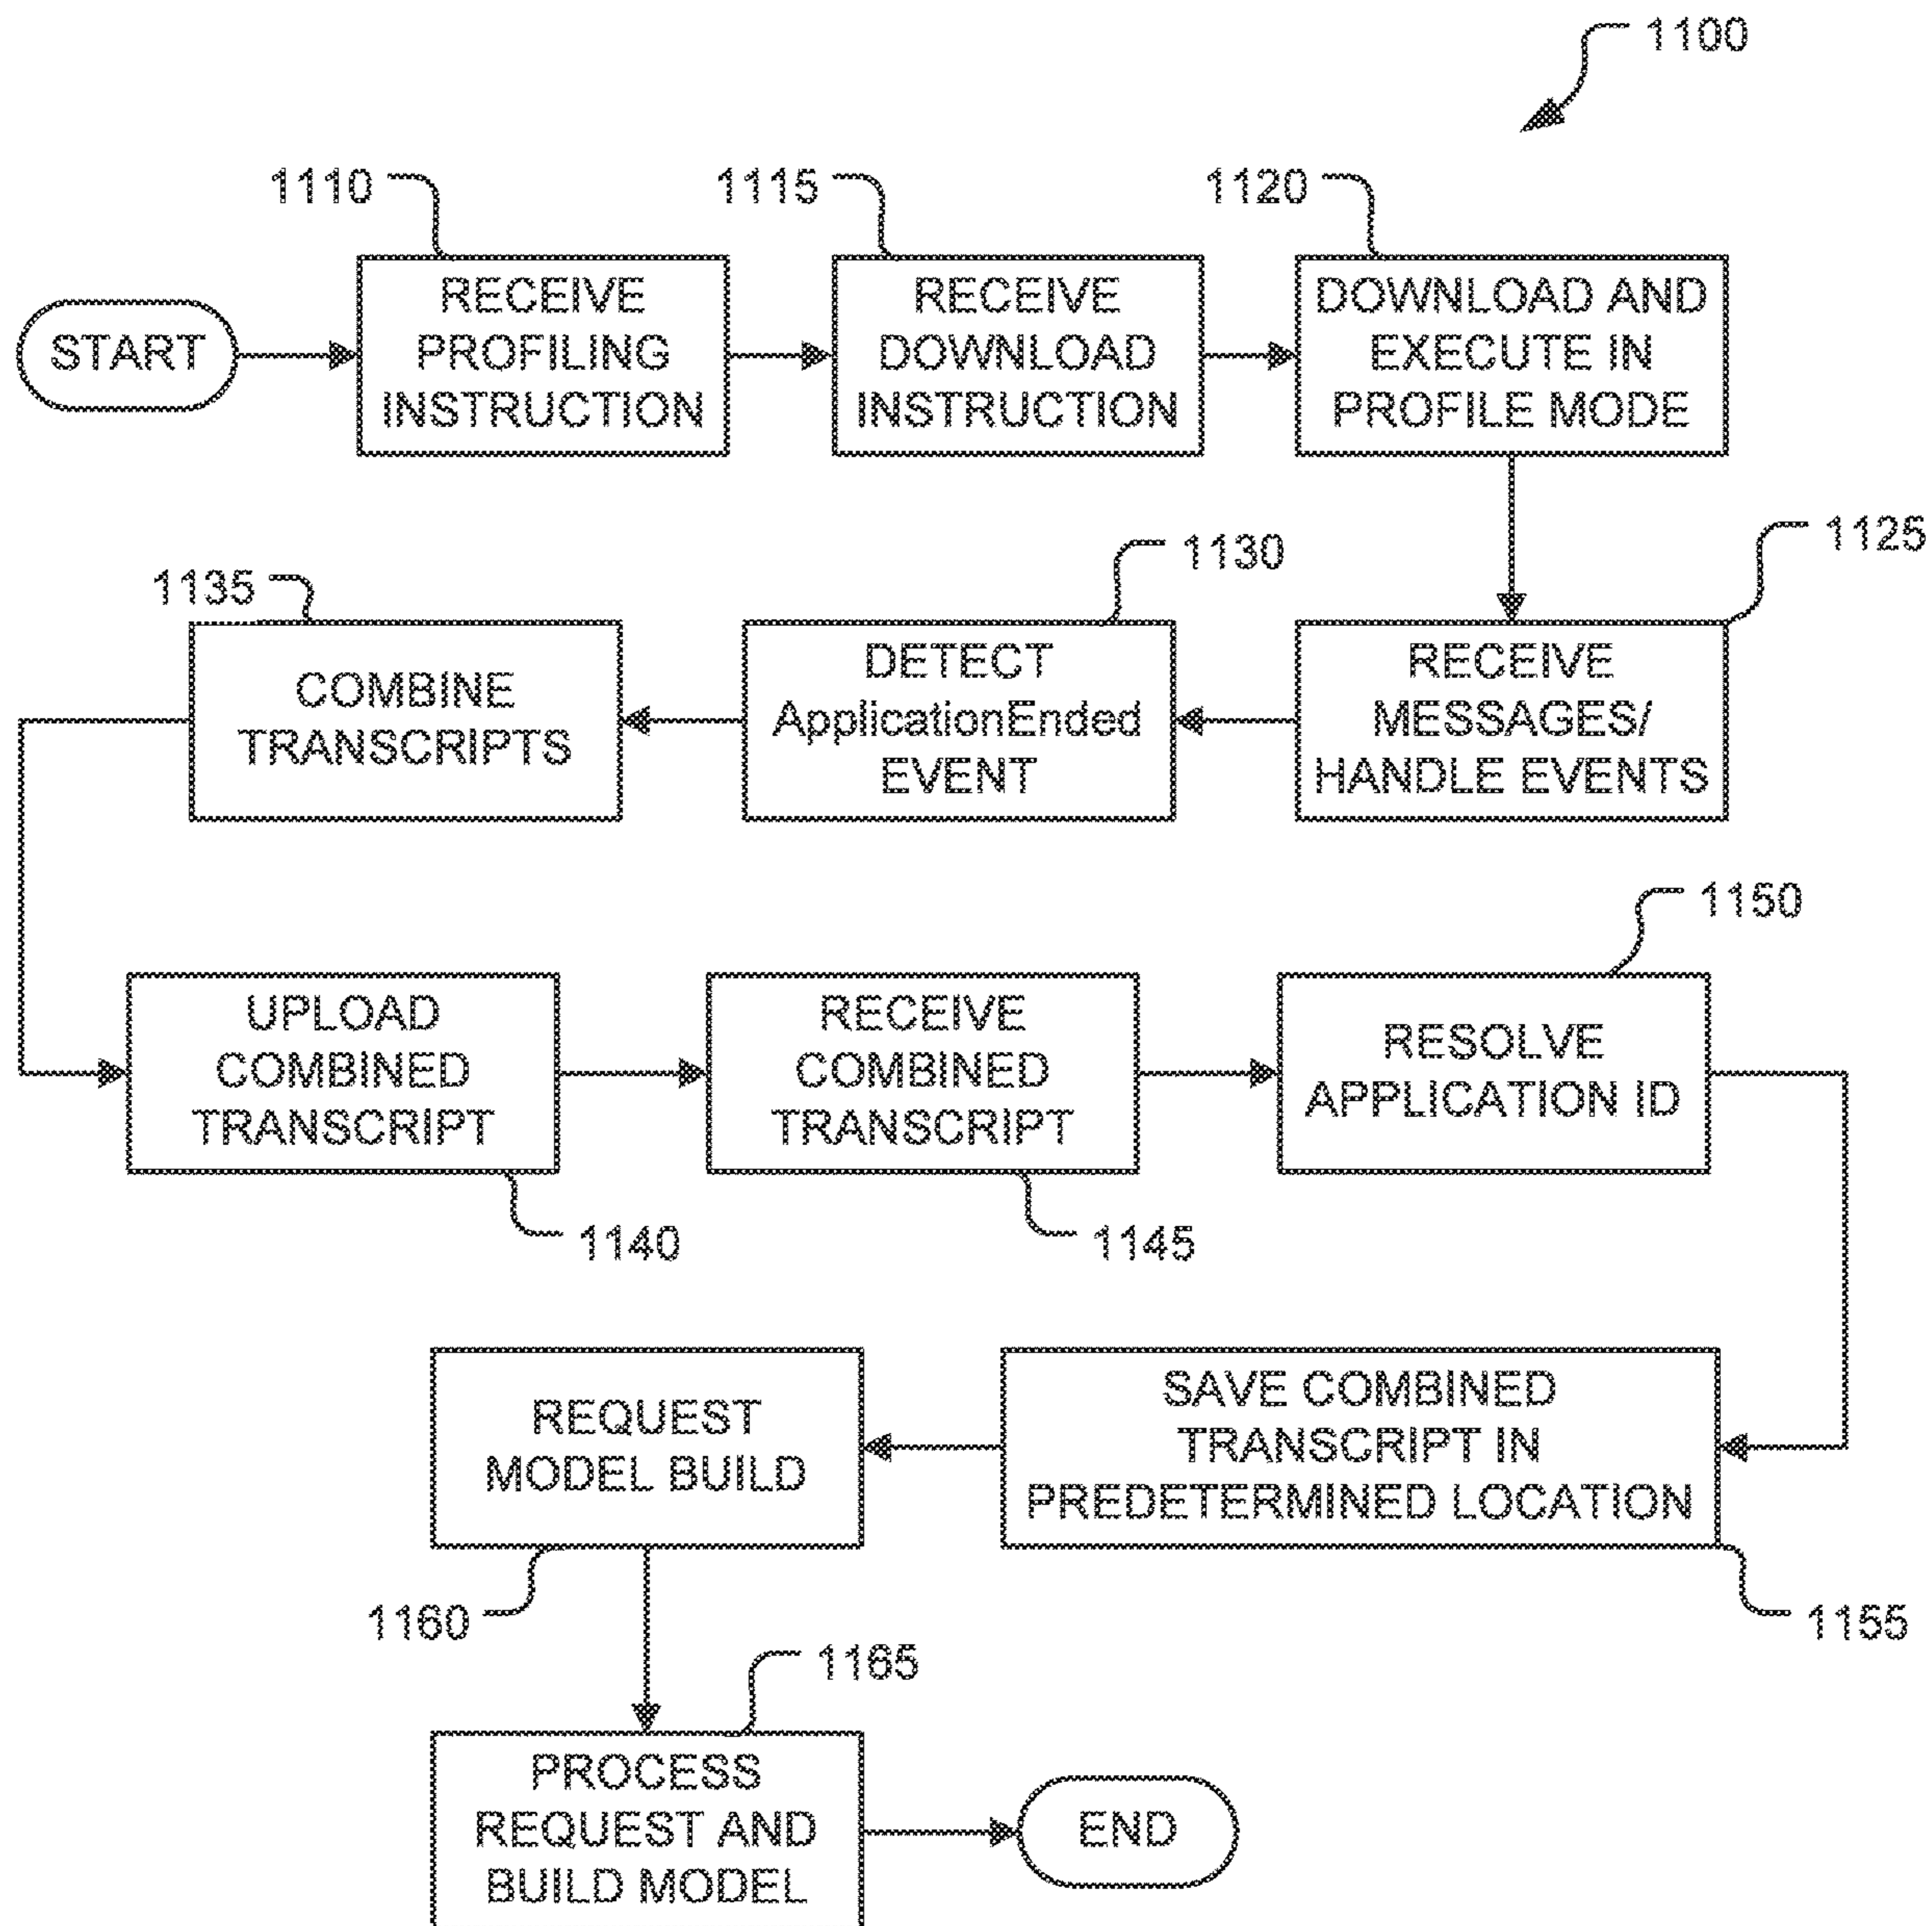 1100
1110
1115
1120
START
RECEIVE
PROFILING
INSTRUCTION
RECEIVE
DOWNLOAD
INSTRUCTION
DOWNLOAD AND
EXECUTE IN
PROFILE MODE
1135
1130
1125
COMBINE
TRANSCRIPTS
DETECT
ApplicationEnded
EVENT
RECEIVE
MESSAGES/
HANDLE EVENTS
1150
UPLOAD
COMBINED
TRANSCRIPT
RECEIVE
COMBINED
TRANSCRIPT
RESOLVE
APPLICATION ID
1140
1145
REQUEST
MODEL BUILD
SAVE COMBINED
TRANSCRIPT IN
PREDETERMINED LOCATION
1160
1155
1165
PROCESS
REQUEST AND
BUILD MODEL
END